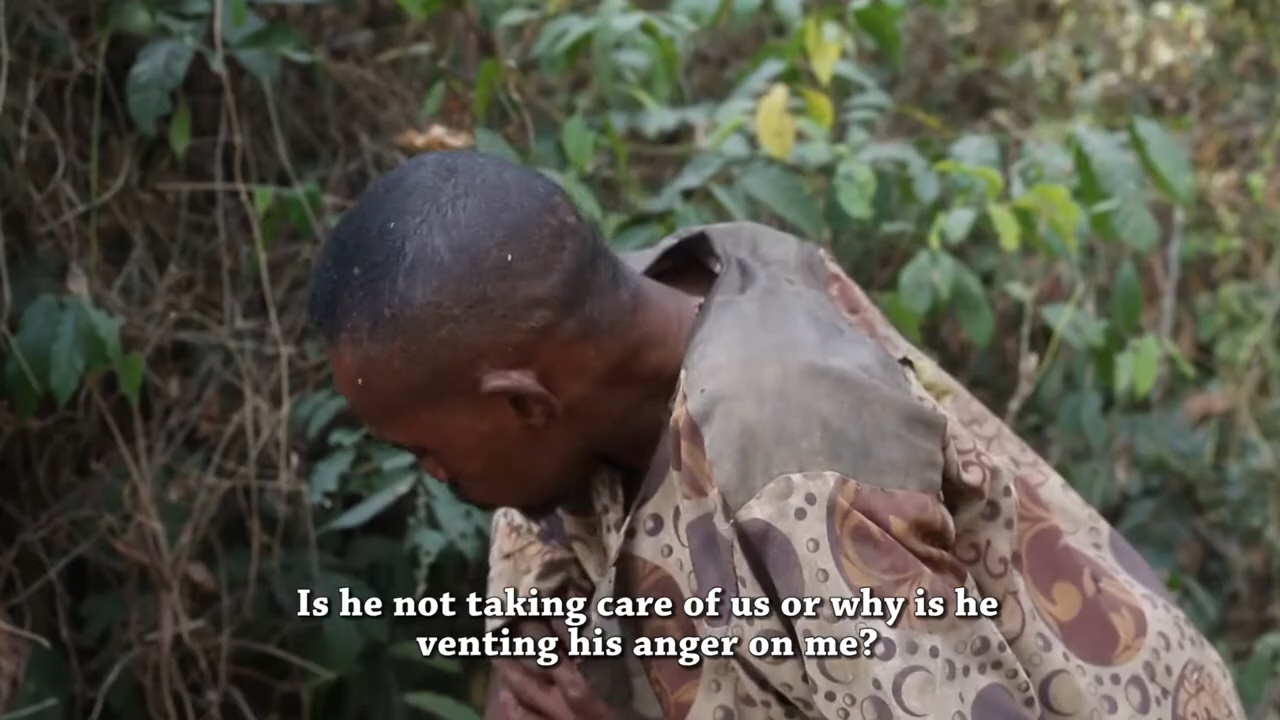 Is he not taking care of us or why is he
venting his anger on me?